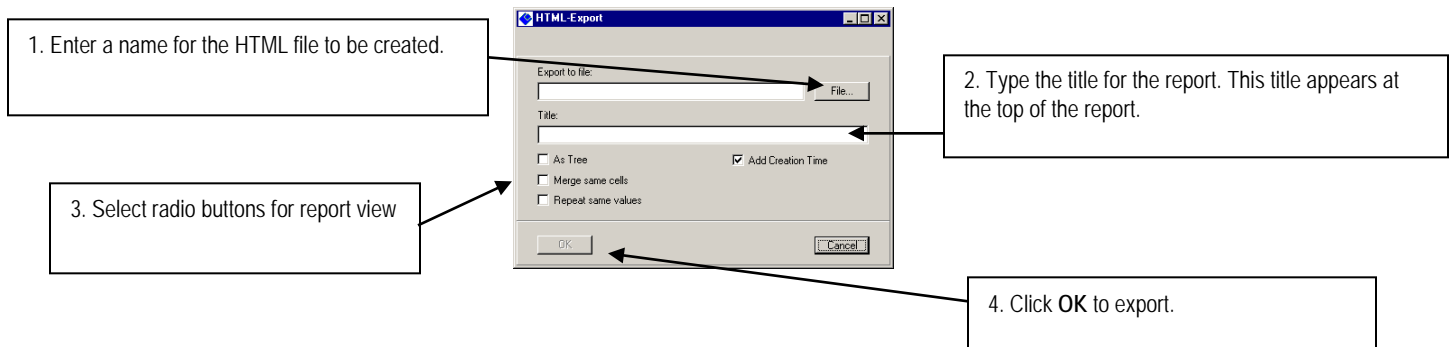 HTML-Export
1. Enter a name for the HTML file to be created.
Export to file:
File...
2. Type the title for the report. This title appears at
the top of the report.
Title:
As Tree
Add Creation Time
Merge same cells
3. Select radio buttons for report view
Repeat same values
OK
Cancel
4. Click OK to export.